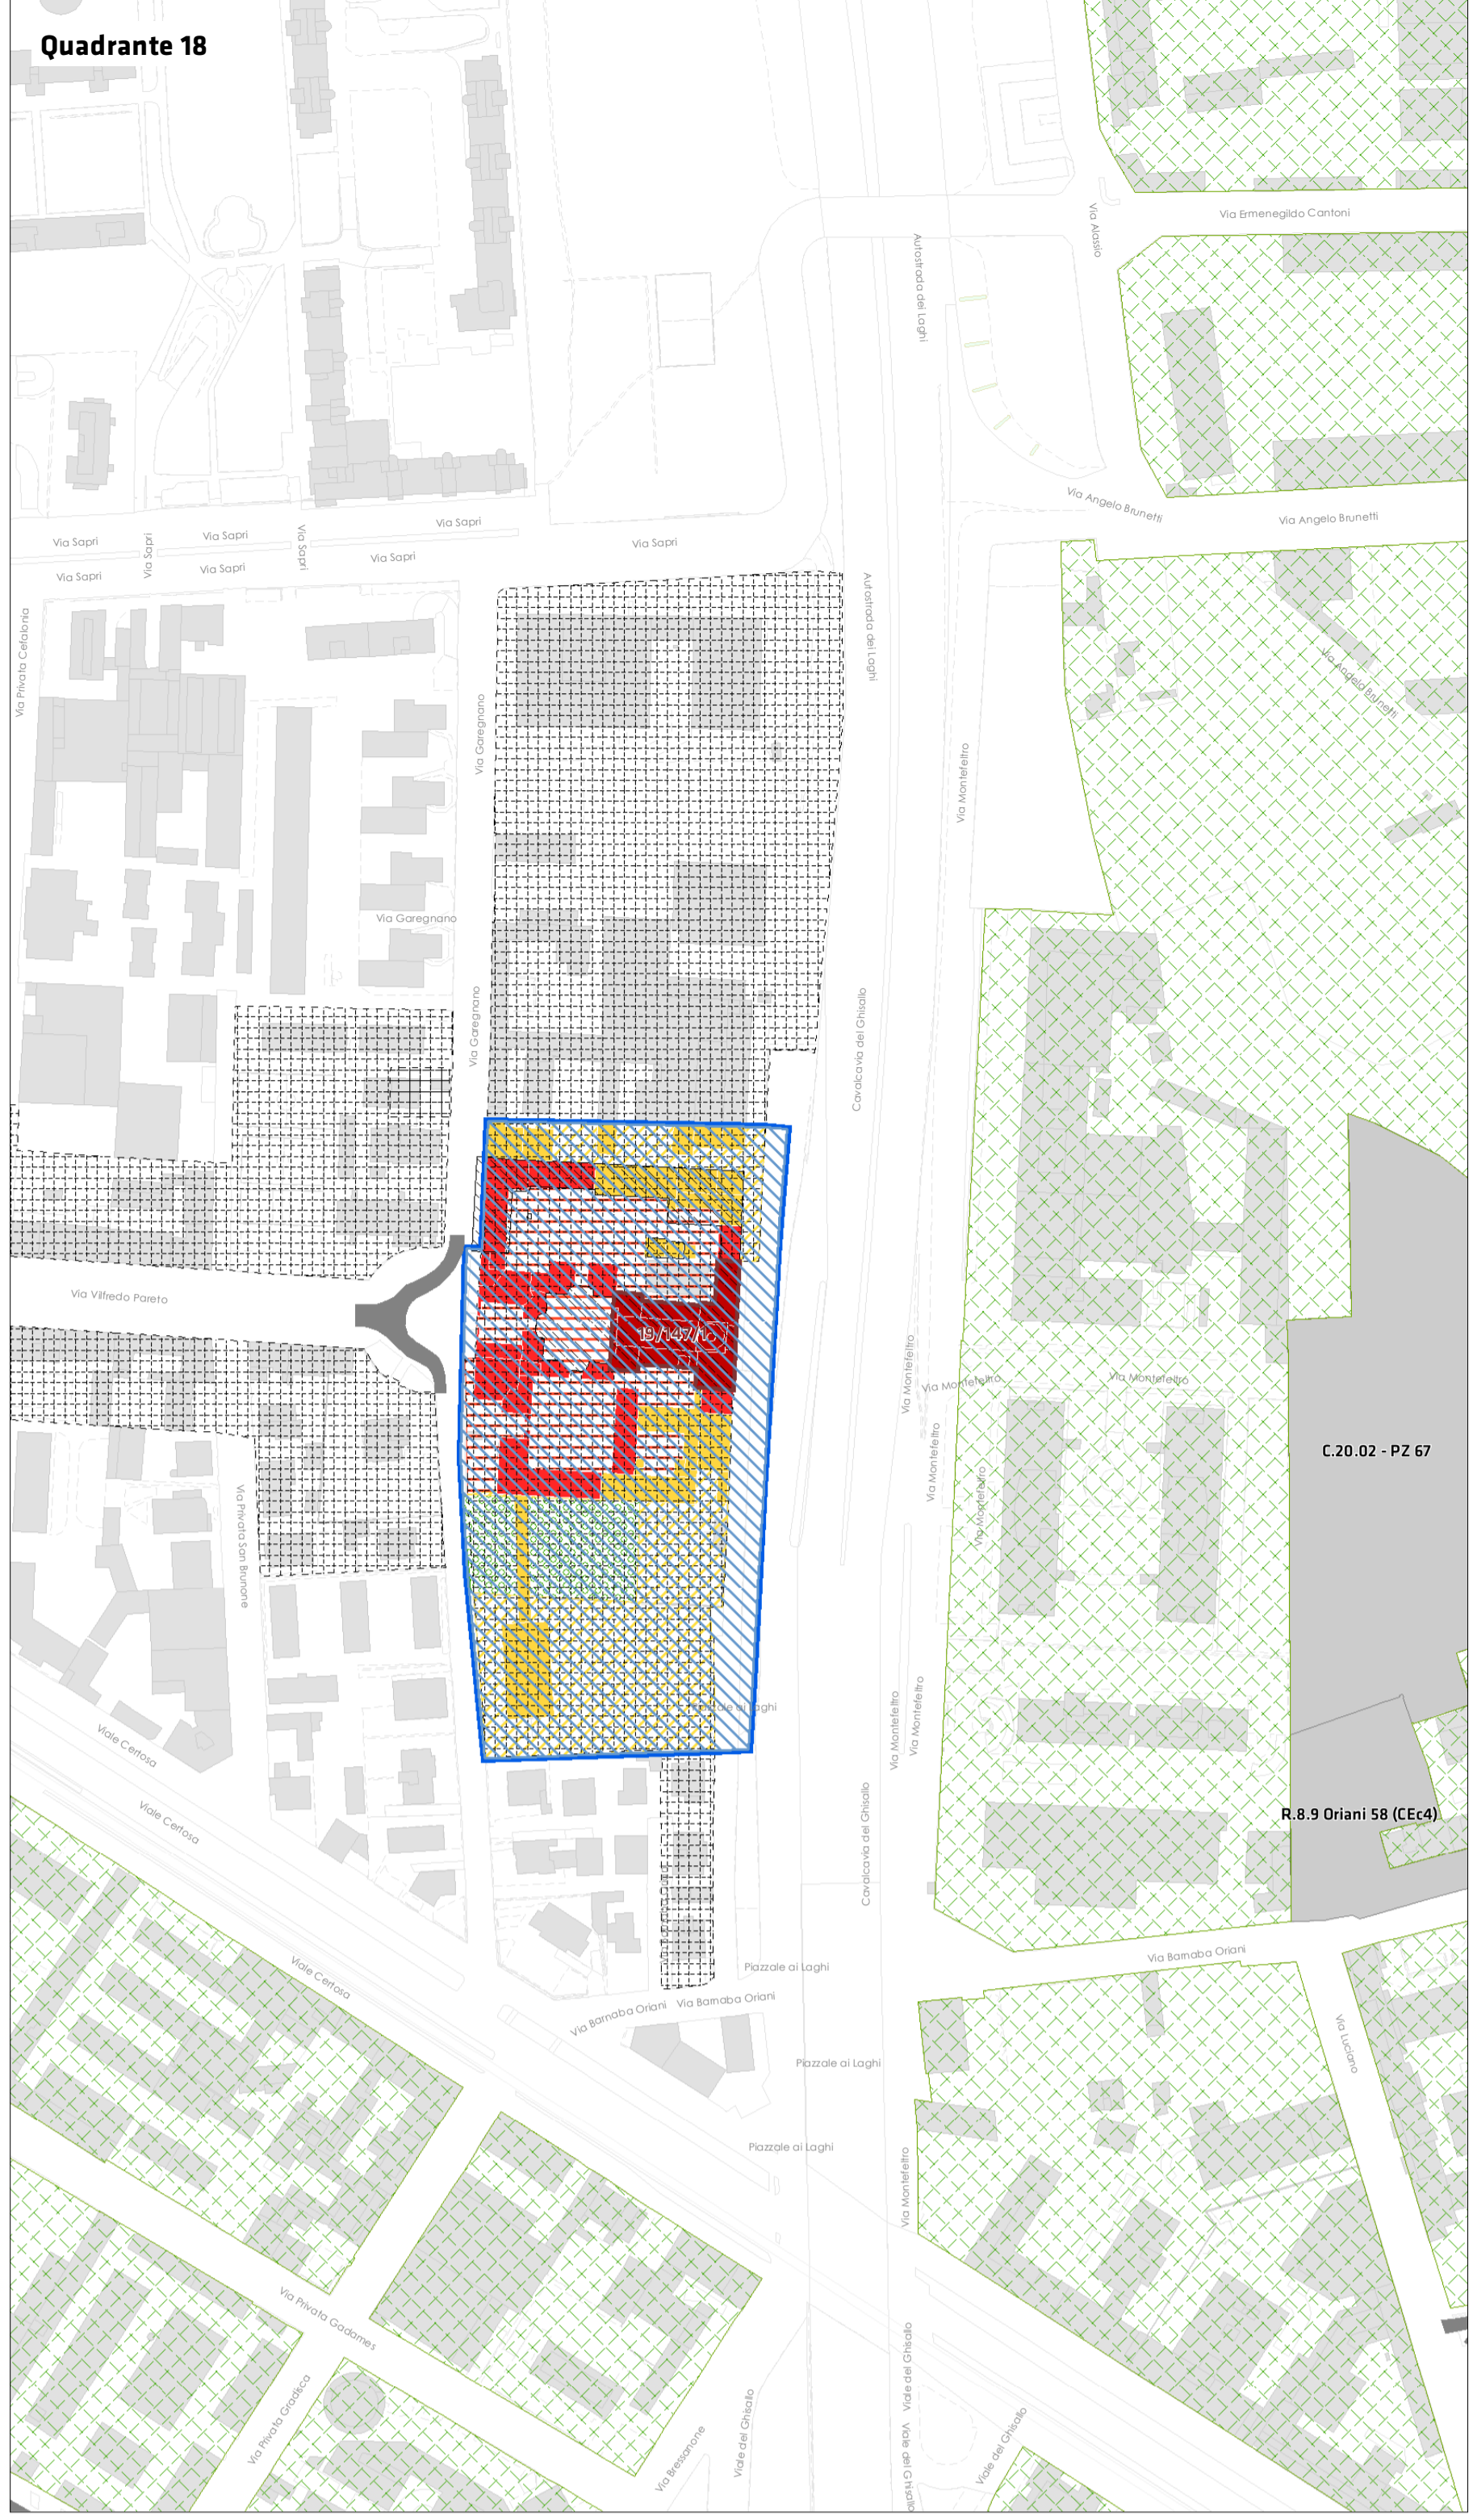 Quadrante 18
Via Ermenegildo Cantoni
Via Alassio
Autostrada dei Laghi
Via Angelo Brunetti
Via Angelo Brunetti
Via Sapri
Via Sapri
Via Sapri
Via Sapri
Via Sapri
Via Sapri
Via Sapri
Via Sapri
Via Sapri
Via Privata Cefalonia
Autostrada dei Laghi
Via Angelo Brunetti
Via Garegnano
Via Montefeltro
Via Garegnano
Via Garegnano
Cavalcavia del Ghisallo
Via Vilfredo Pareto
19/147/1
Via Montefeltro
Via Montefeltro
Via Montefeltro
C.20.02 - PZ 67
Via Montefeltro
Via Montefeltro
Via Privata San Brunone
Piazzale ai Laghi
Via Montefeltro
Via Montefeltro
Viale Certosa
Viale Certosa
R.8.9 Oriani 58 (CEc4)
Cavalcavia del Ghisallo
Viale Certosa
Via Barnaba Oriani
Piazzale ai Laghi
Via Barnaba Oriani
Via Barnaba Oriani
Via Luciano
Piazzale ai Laghi
Piazzale ai Laghi
Via Montefeltro
Via Privata Gadames
Via Privata Gradisca
Via Bressanone
Viale del Ghisallo
Viale del Ghisallo
Viale del Ghisallo
Viale del Ghisallo